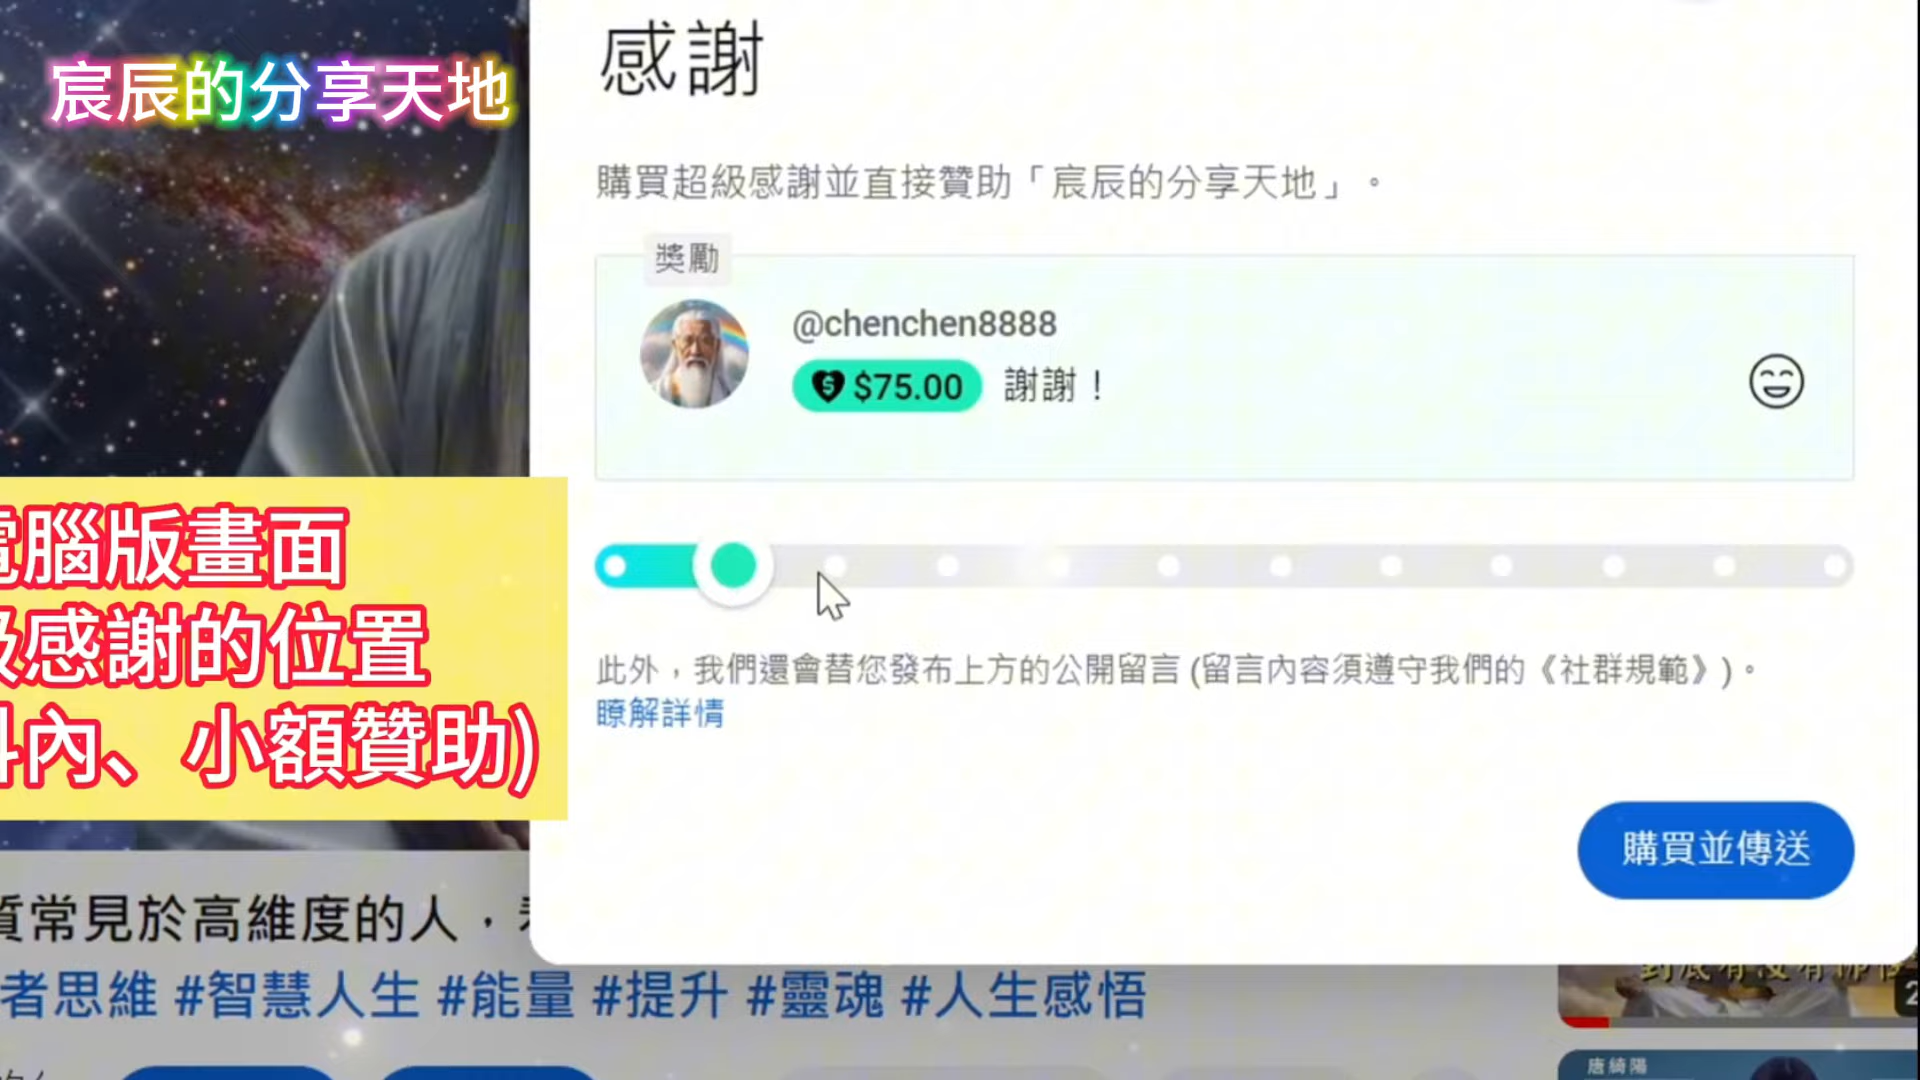 宸辰的分享天地
感謝
購買超級感謝並直接贊助「宸辰的分享天地」。
獎勵
@chenchen8888
$75.00 謝謝！
電腦版畫面
級感謝的位置
料內、小額贊助)
此外，我們還會替您發布上方的公開留言 (留言內容須遵守我們的《社群規範》)。
瞭解詳情
購買並傳送
質常見於高維度的人，
者思維 #智慧人生 #能量 #提升 #靈魂 #人生感悟
唐綺陽